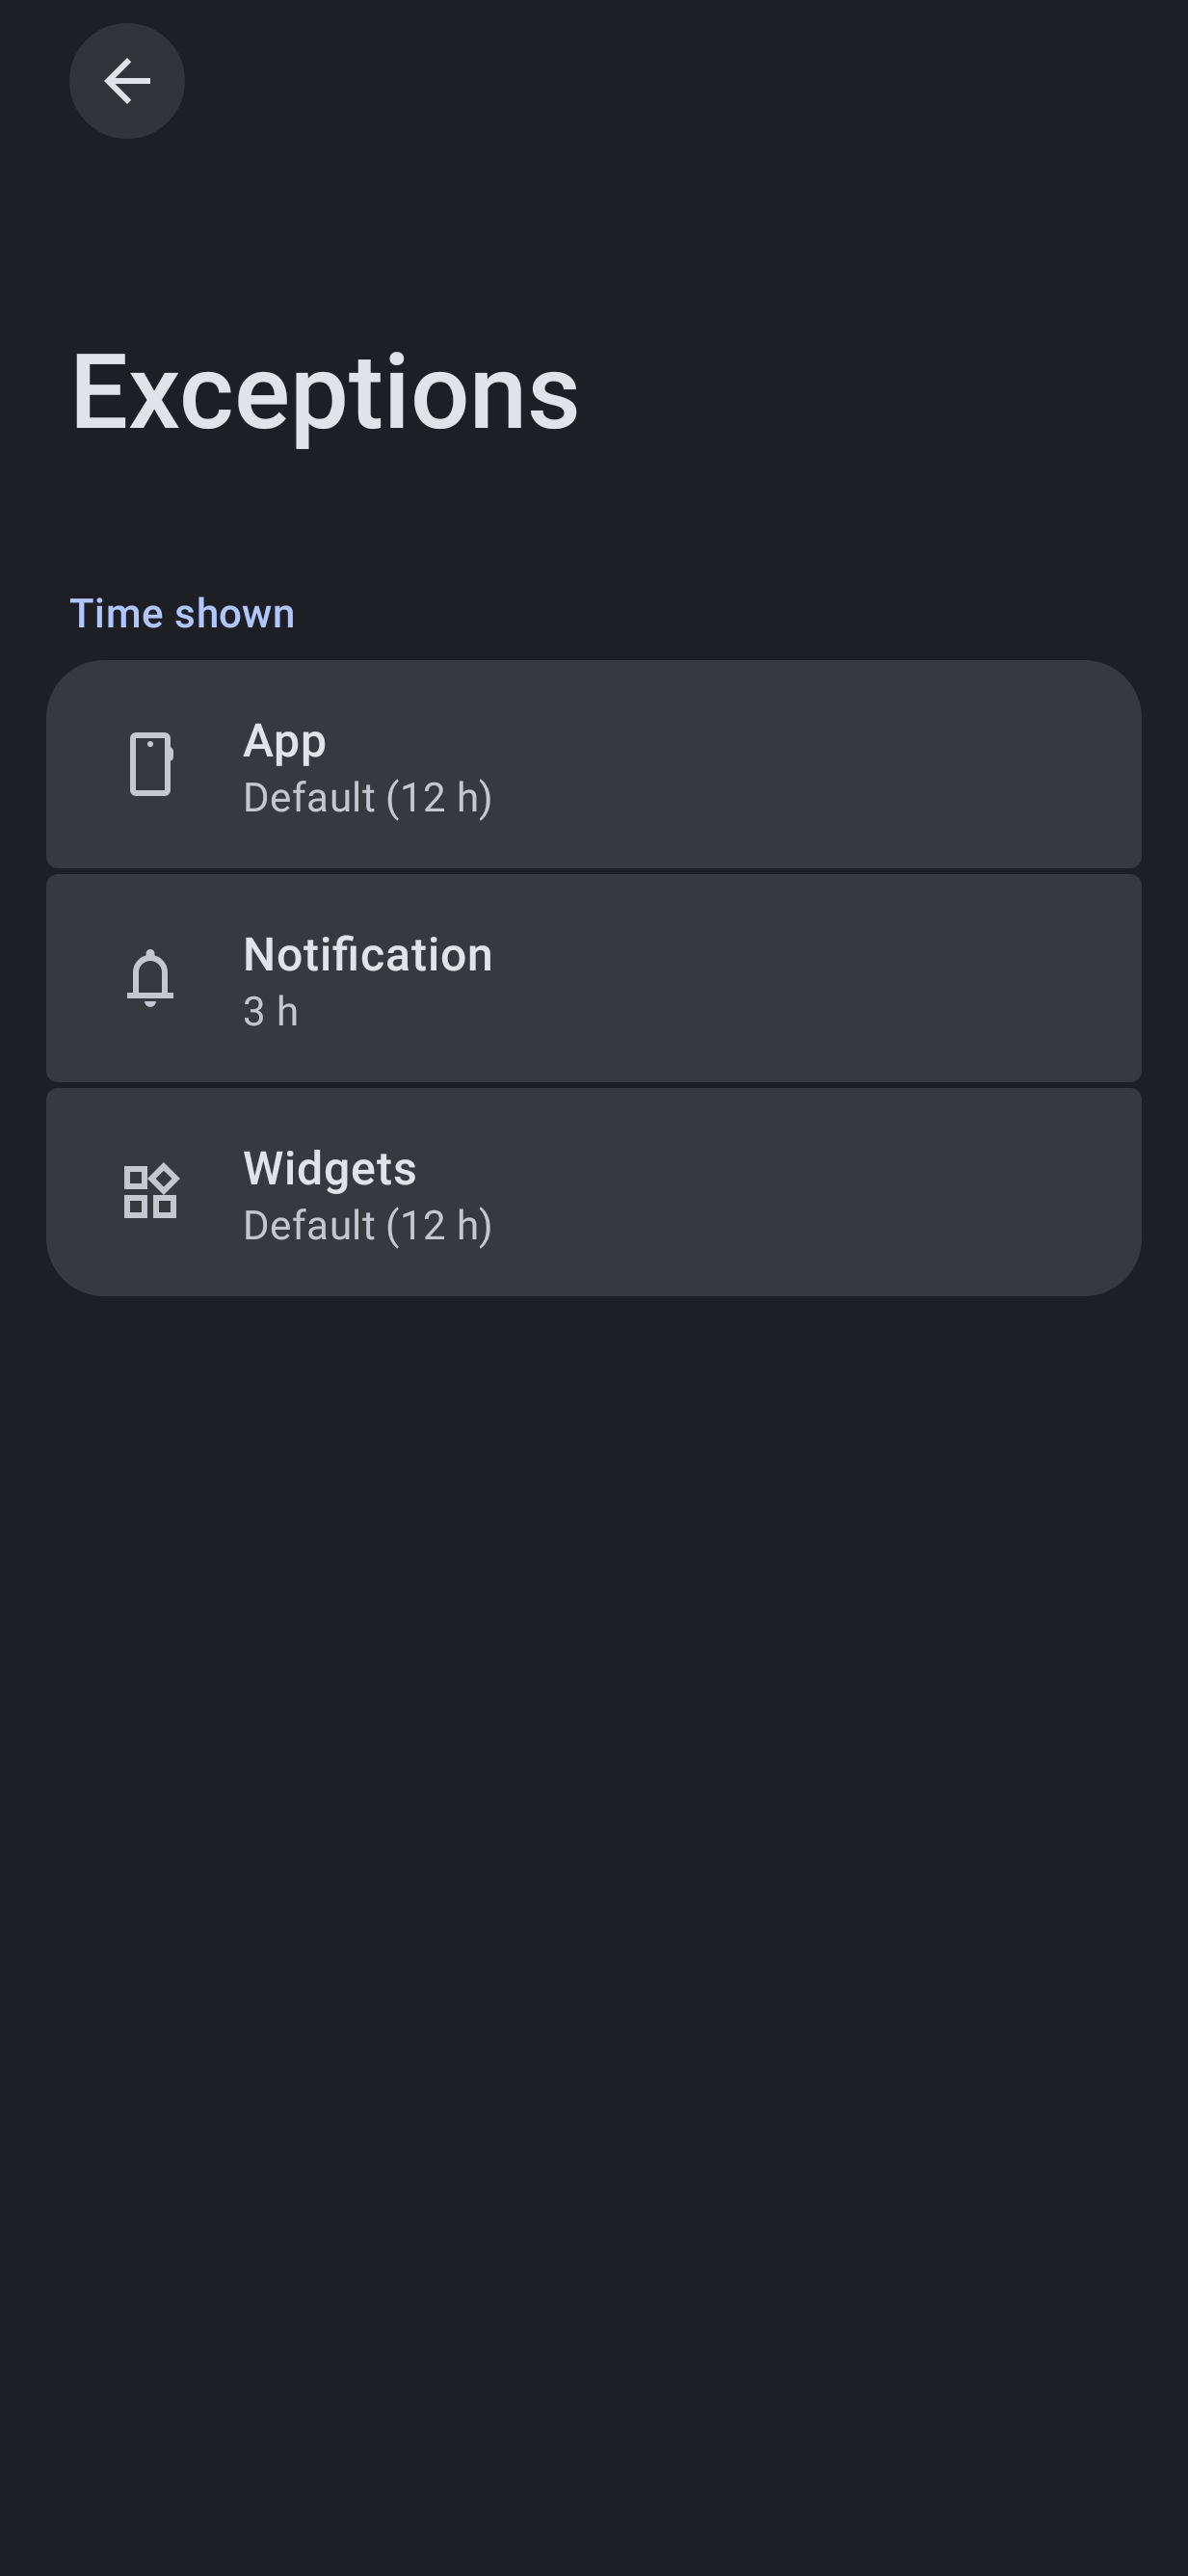 Exceptions
Time shown
App
Default (12 h)
Notification
3 h
Widgets
Default (12 h)